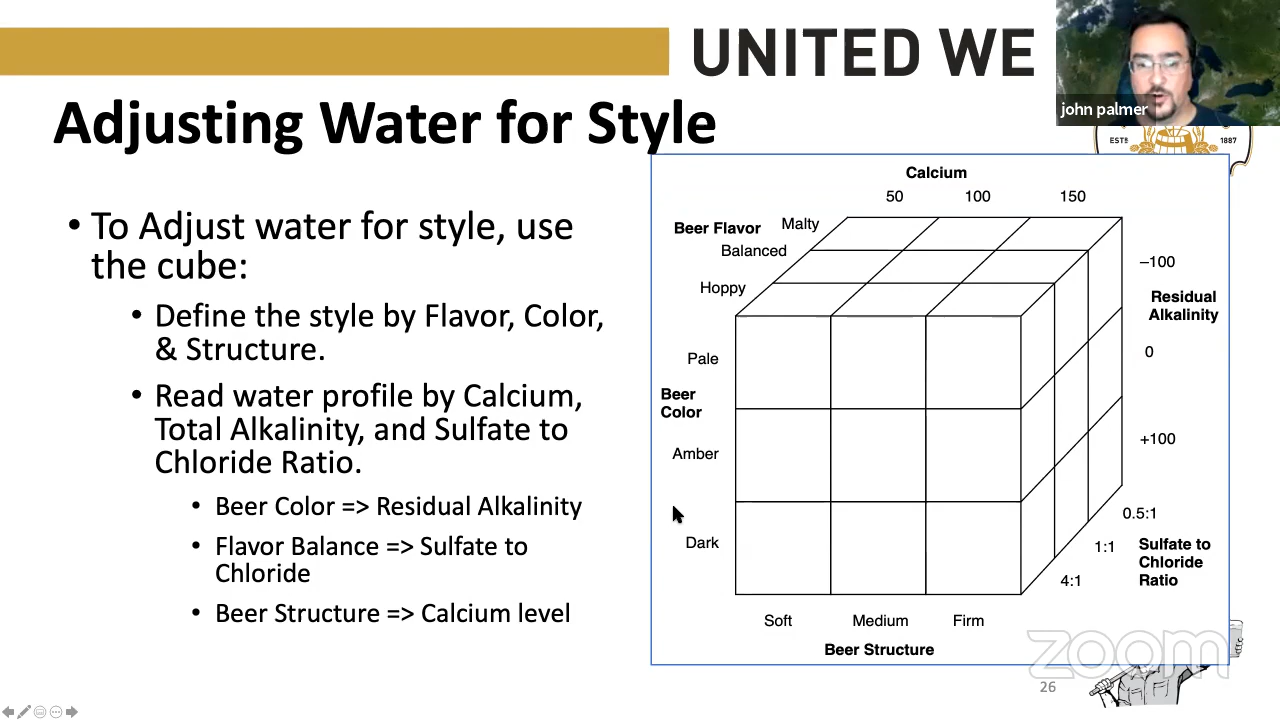 UNITED WE
john palmer
ESTD 1887
Adjusting Water for Style
• To Adjust water for style, use
the cube:
• Define the style by Flavor, Color,
& Structure.
• Read water profile by Calcium,
Total Alkalinity, and Sulfate to
Chloride Ratio.
• Beer Color => Residual Alkalinity
• Flavor Balance => Sulfate to
Chloride
• Beer Structure => Calcium level
Calcium
50 100 150
Beer Flavor
Malty
Balanced
Hoppy
Pale
Beer
Color
Amber
Dark
Soft Medium Firm
Beer Structure
–100
Residual
Alkalinity
0
+100
0.5:1
1:1
4:1
Sulfate to
Chloride
Ratio
zoom
26